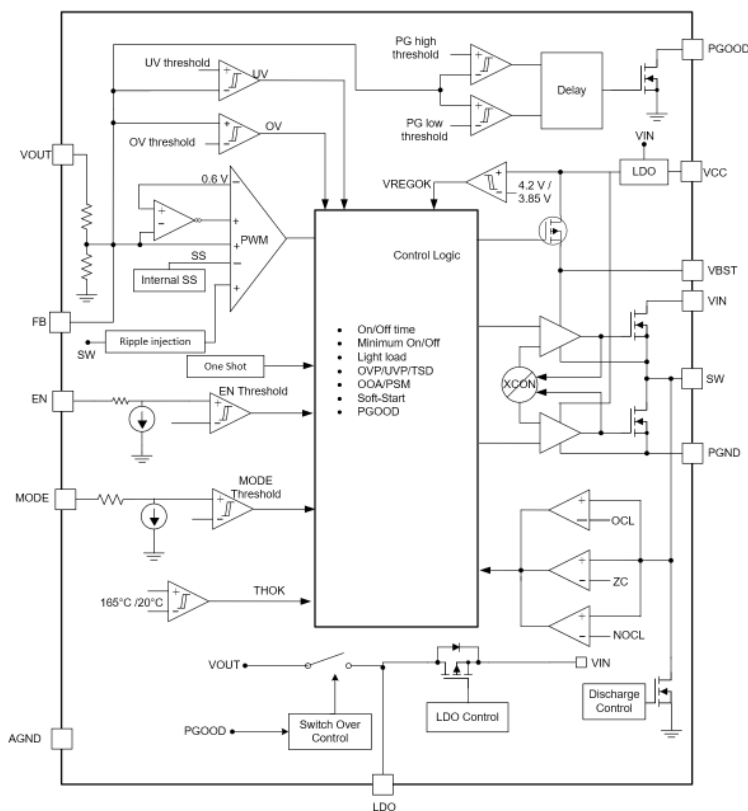 PG high
threshold
PGOOD
UV threshold
UV
Delay
PG low
threshold
OV threshold
OV
VOUT
VIN
LDO
VCC
VREGOK
4.2 V /
3.85 V
0.6 V
PWM
Control Logic
SS
Internal SS
VBST
VIN
FB
SW
Ripple injection
On/Off time
Minimum On/Off
Light load
OVP/UVP/TSD
OOA/PSM
Soft-Start
PGOOD
One Shot
XCON
SW
EN
EN Threshold
PGND
MODE
MODE
Threshold
OCL
ZC
NOCL
165°C /20°C
THOK
VOUT
VIN
Discharge
Control
LDO Control
PGOOD
Switch Over
Control
AGND
LDO